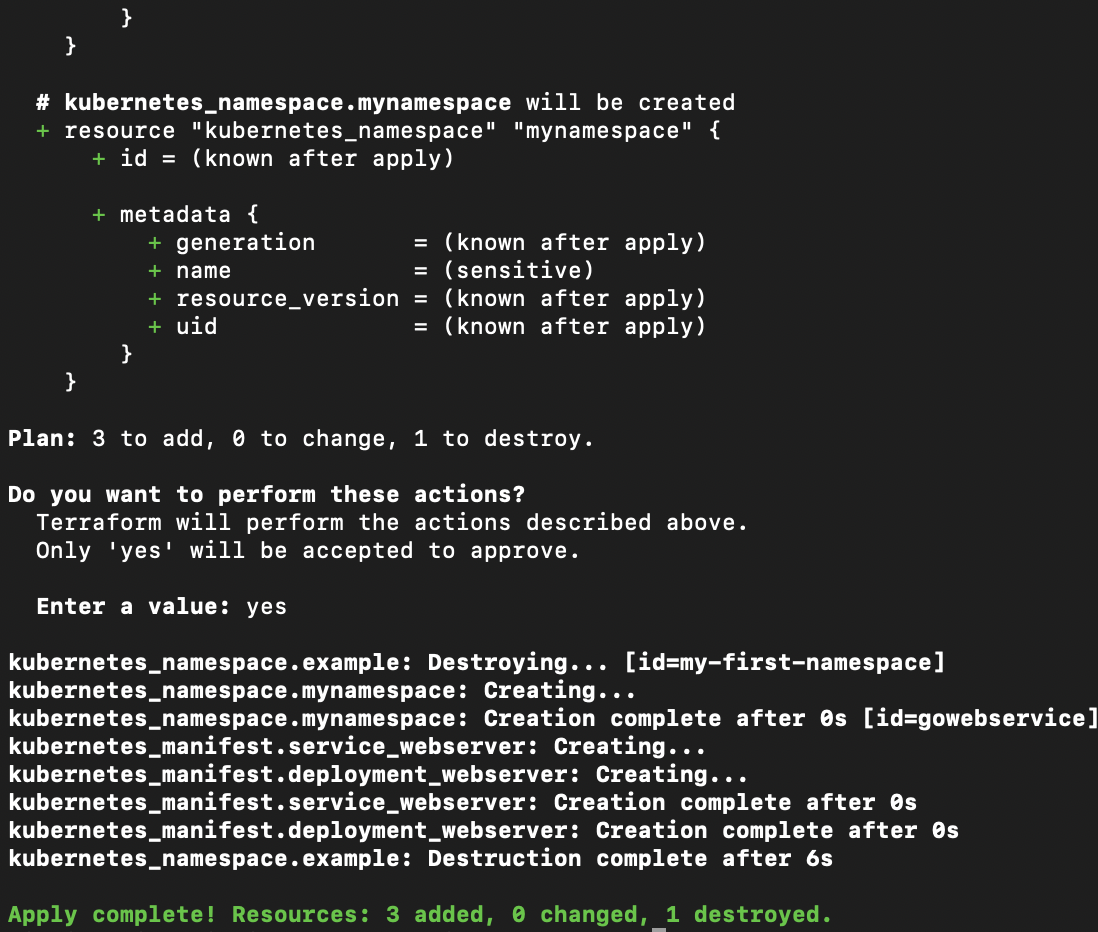 }
    }

  # kubernetes_namespace.mynamespace will be created
  + resource "kubernetes_namespace" "mynamespace" {
      + id = (known after apply)

      + metadata {
          + generation       = (known after apply)
          + name             = (sensitive)
          + resource_version = (known after apply)
          + uid              = (known after apply)
        }
    }

Plan: 3 to add, 0 to change, 1 to destroy.

Do you want to perform these actions?
  Terraform will perform the actions described above.
  Only 'yes' will be accepted to approve.

  Enter a value: yes

kubernetes_namespace.example: Destroying... [id=my-first-namespace]
kubernetes_namespace.mynamespace: Creating...
kubernetes_namespace.mynamespace: Creation complete after 0s [id=gowebservice]
kubernetes_manifest.service_webserver: Creating...
kubernetes_manifest.deployment_webserver: Creating...
kubernetes_manifest.service_webserver: Creation complete after 0s
kubernetes_manifest.deployment_webserver: Creation complete after 0s
kubernetes_namespace.example: Destruction complete after 6s

Apply complete! Resources: 3 added, 0 changed, 1 destroyed.